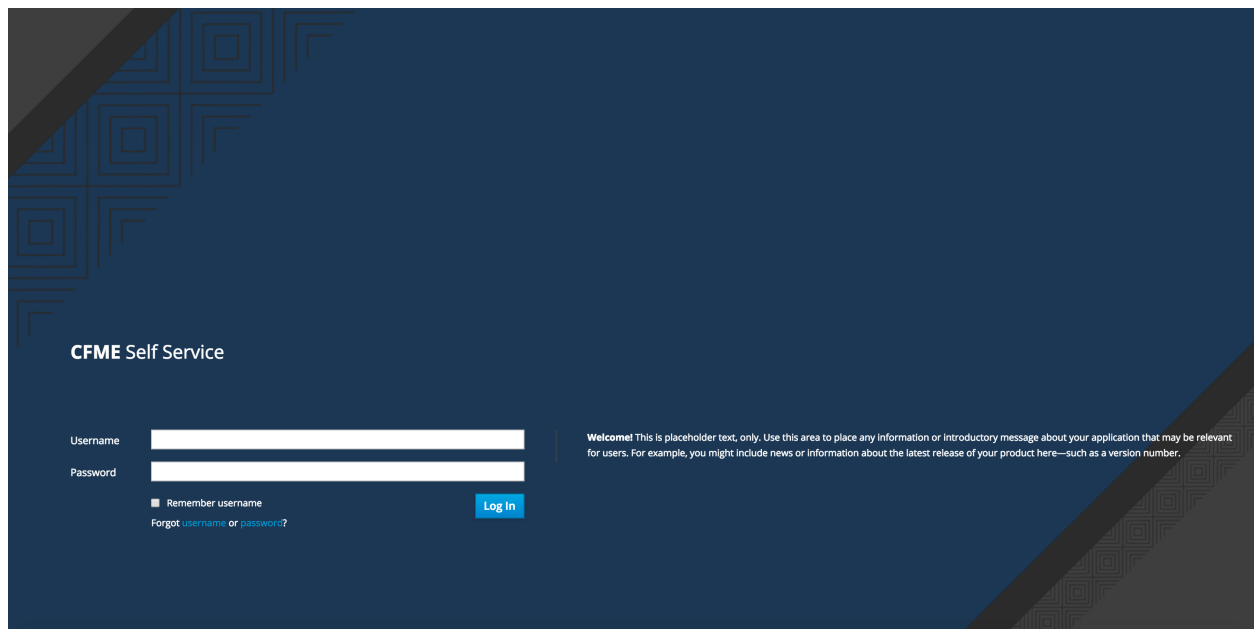 CFME Self Service
Username
Welcome! This is placeholder text, only. Use this area to place any information or introductory message about your application that may be relevant
for users. For example, you might include news or information about the latest release of your product here—such as a version number.
Password
Remember username
Log In
Forgot username or password?